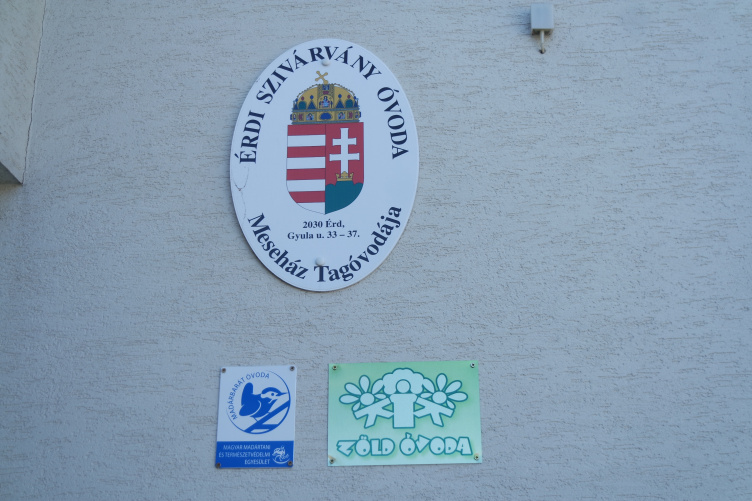 ÉRDI SZIVÁRVÁNY ÓVODA
2030 Érd,
Gyula u. 33 – 37.
Meseház Tagóvodája
MADÁRBARÁT ÓVODA
MAGYAR MADÁRTANI
ÉS TERMÉSZETVÉDELMI
EGYESÜLET
ZÖLD ÓVODA